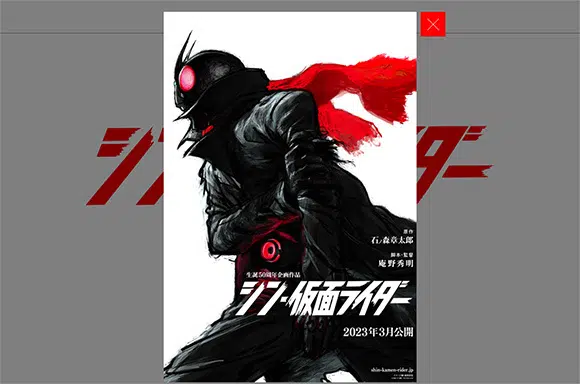 原作
石ノ森章太郎
脚本・監督
庵野秀明
生誕50周年企画作品
シン・仮面ライダー
2023年3月公開
shin-kamen-rider.jp